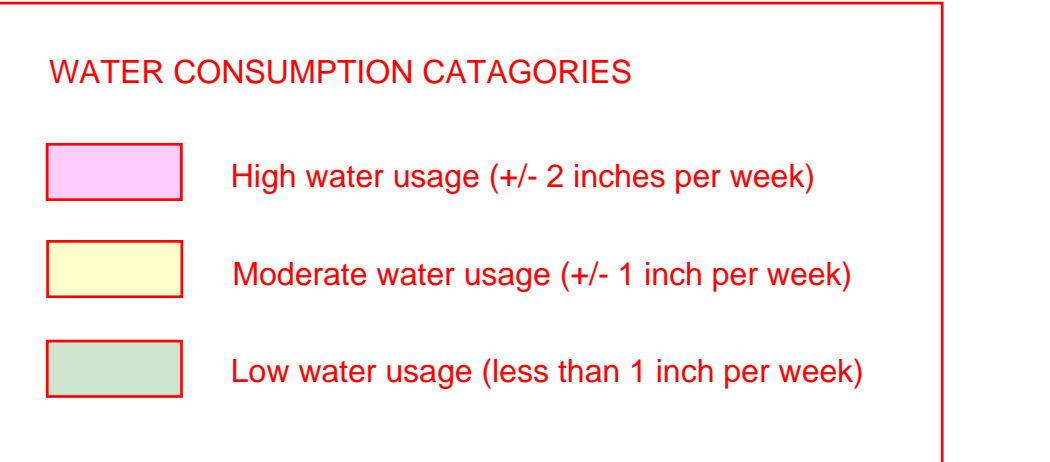 WATER CONSUMPTION CATAGORIES
High water usage (+/- 2 inches per week)
Moderate water usage (+/- 1 inch per week)
Low water usage (less than 1 inch per week)